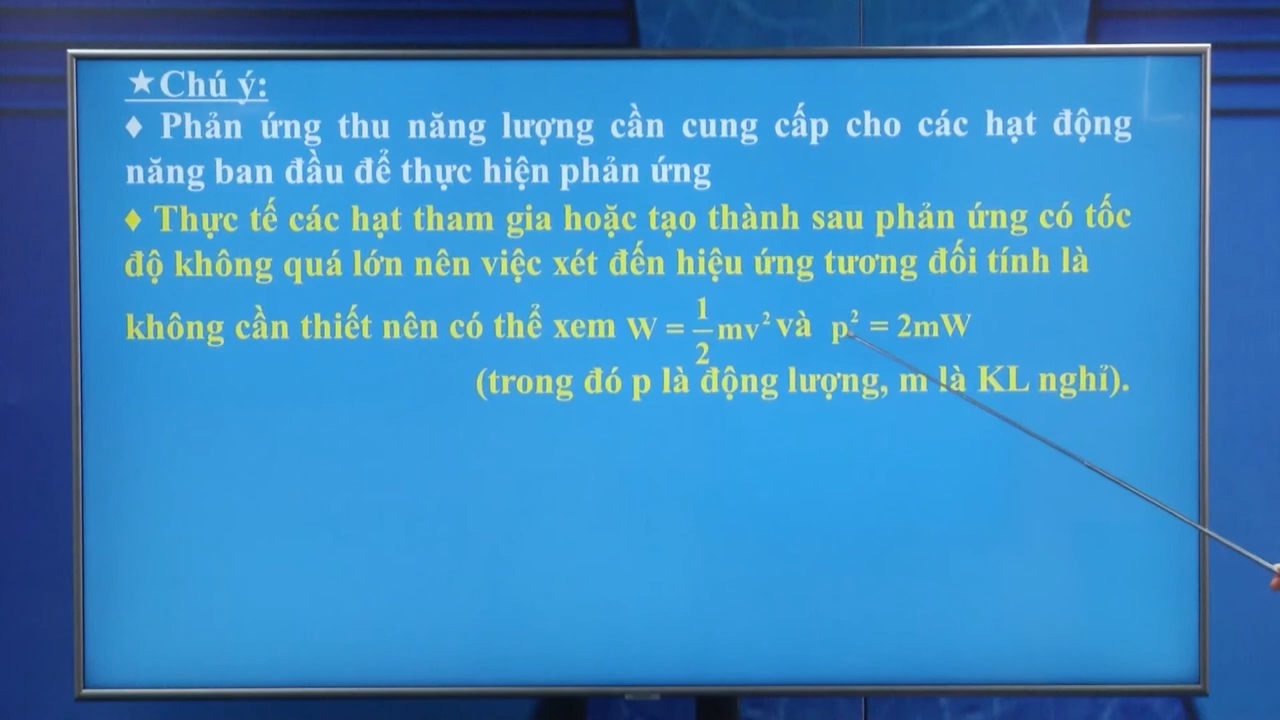 ★Chú ý:
♦ Phản ứng thu năng lượng cần cung cấp cho các hạt động
năng ban đầu để thực hiện phản ứng
♦ Thực tế các hạt tham gia hoặc tạo thành sau phản ứng có tốc
độ không quá lớn nên việc xét đến hiệu ứng tương đối tính là
không cần thiết nên có thể xem W = 1/2 mv² và p² = 2mW
(trong đó p là động lượng, m là KL nghỉ).